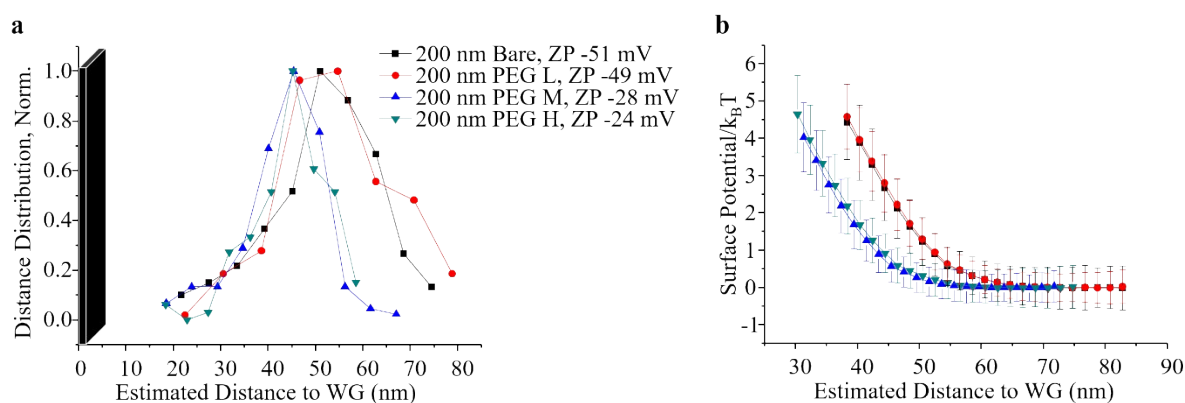 a
200 nm Bare, ZP -51 mV
200 nm PEG L, ZP -49 mV
200 nm PEG M, ZP -28 mV
200 nm PEG H, ZP -24 mV
Distance Distribution, Norm.
1.0
0.8
0.6
0.4
0.2
0.0
0 10 20 30 40 50 60 70 80
Estimated Distance to WG (nm)
b
Surface Potential/k_BT
6
5
4
3
2
1
0
-1
30 40 50 60 70 80 90
Estimated Distance to WG (nm)